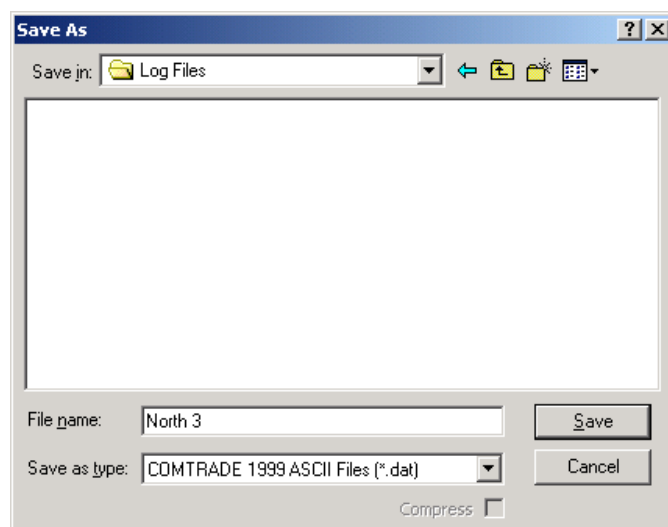 Save As
Save in: Log Files
File name: North 3 Save
Save as type: COMTRADE 1999 ASCII Files (*.dat) Cancel
Compress